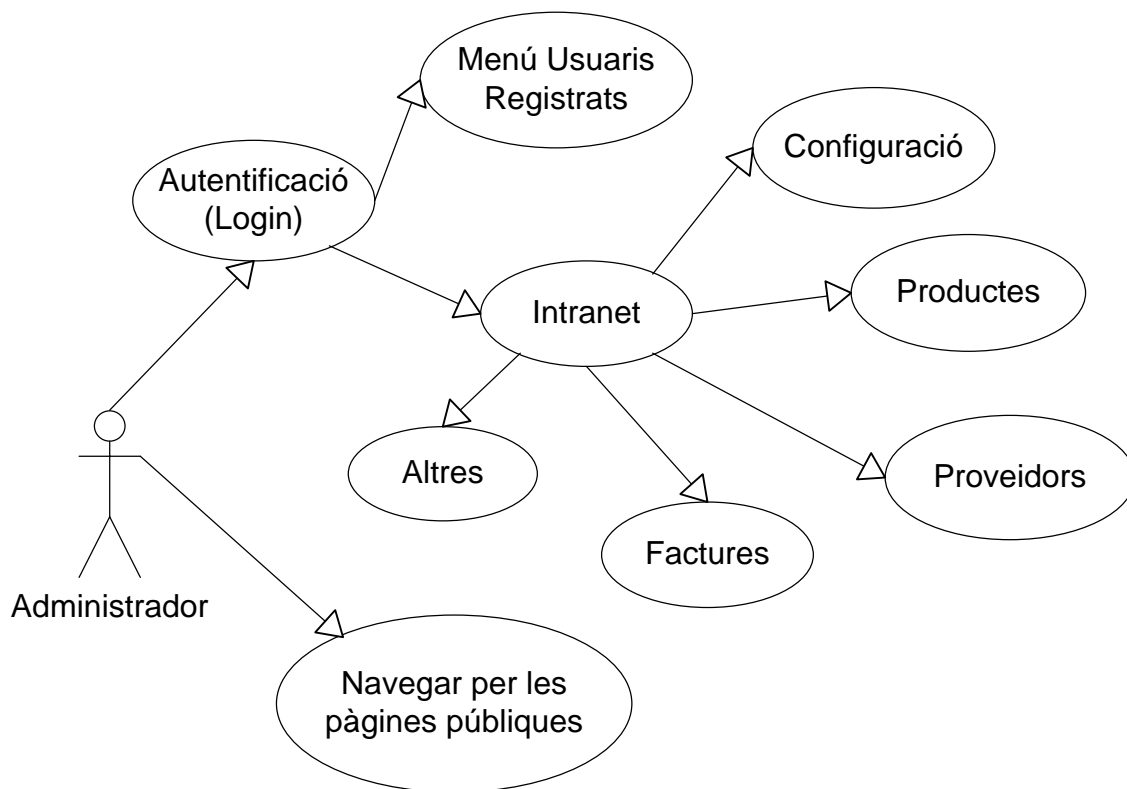 Menú Usuaris
Registrats
Configuració
Autentificació
(Login)
Productes
Intranet
Altres
Proveidors
Factures
Administrador
Navegar per les
pàgines públiques